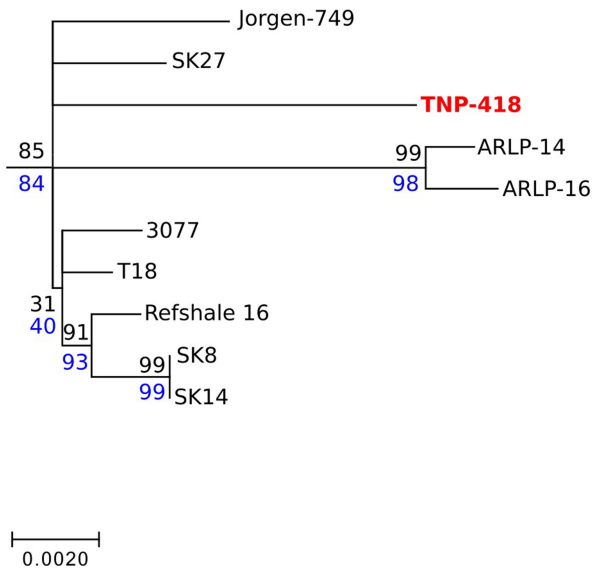 Jorgen-749
SK27
TNP-418
85
84
99
98
ARLP-14
ARLP-16
3077
T18
31
40
91
93
Refshale 16
99
99
SK8
SK14
0.0020